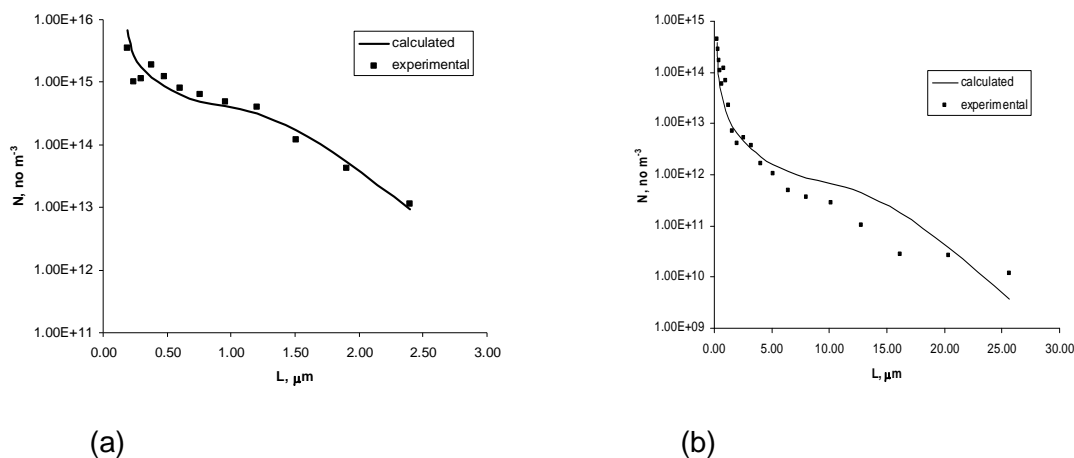 1.00E+16
1.00E+15
1.00E+14
1.00E+13
1.00E+12
1.00E+11
N, no m-3
0.00 0.50 1.00 1.50 2.00 2.50 3.00
L, μm
calculated
experimental
(a)
1.00E+15
1.00E+14
1.00E+13
1.00E+12
1.00E+11
1.00E+10
1.00E+09
N, no m-3
0.00 5.00 10.00 15.00 20.00 25.00 30.00
L, μm
calculated
experimental
(b)